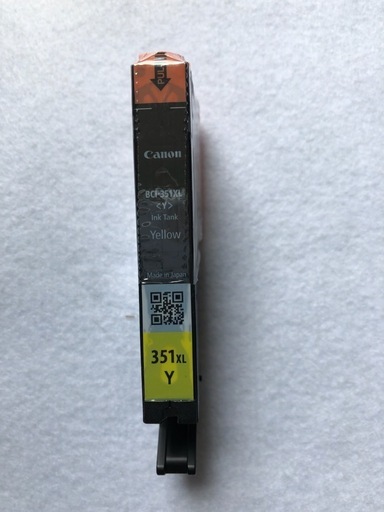 PULL
Canon
BCI-351XL
<Y>
Ink Tank
Yellow
Made in Japan
351XL
Y